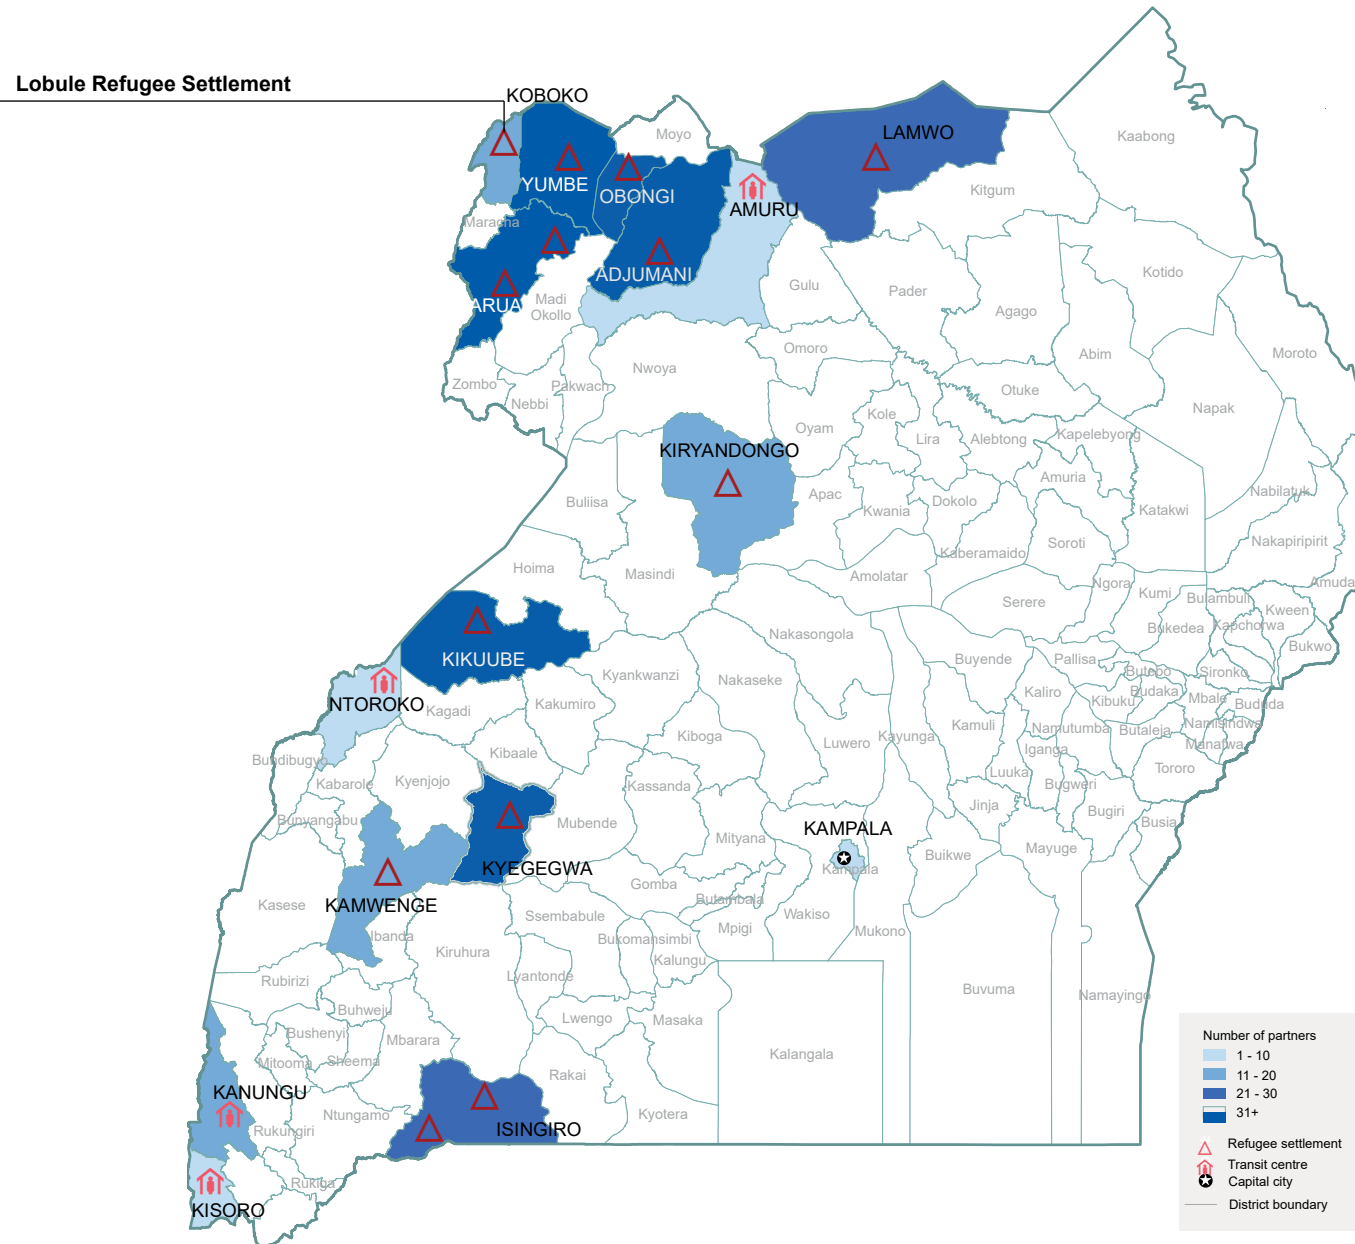 Lobule Refugee Settlement
KOBOKO
Moyo
LAMWO
Kaabong
YUMBE
OBONGI
AMURU
Kitgum
Maracha
ADJUMANI
Kotido
ARUA
Madi
Okollo
Gulu
Pader
Agago
Omoro
Abim
Moroto
Zombo
Nebbi
Pakwach
Nwoya
Otuke
Napak
Kole
Oyam
Lira
Alebtong
Kapelebyong
KIRYANDONGO
Amuria
Apac
Buliisa
Kwania
Dokolo
Katakwi
Nabilatuk
Soroti
Nakapiripirit
Kaberamaido
Hoima
Masindi
Amolatar
Ngora
Amuda
Serere
Kumi
Bulambuli
Kween
Kapchorwa
Bukedea
Bukwo
Nakasongola
KIKUUBE
Buyende
Pallisa
Butebo
Sironko
Kyankwanzi
Nakaseke
Kaliro
Kibuku
Budaka
Mbale
Bududa
NTOROKO
Kagadi
Kakumiro
Kamuli
Namutumba
Butaleja
Namisindwa
Kiboga
Luwero
Kayunga
Iganga
Manafwa
Bundibugyo
Kibaale
Tororo
Kabarole
Kyenjojo
Kassanda
Luuka
Bugweri
Bunyangabu
Mubende
Jinja
Bugiri
Busia
Mityana
KAMPALA
Kampala
Buikwe
Mayuge
KYEGEGWA
Gomba
Butambala
KAMWENGE
Kasese
Ssembabule
Wakiso
Mpigi
Mukono
Ibanda
Kiruhura
Bukomansimbi
Kalungu
Rubirizi
Lyantonde
Buvuma
Namayingo
Buhweju
Lwengo
Masaka
Bushenyi
Mbarara
Mitooma
Sheema
Kalangala
Rakai
KANUNGU
Ntungamo
Kyotera
Rukungiri
ISINGIRO
Rukiga
KISORO
Number of partners
1 - 10
11 - 20
21 - 30
31+
Refugee settlement
Transit centre
Capital city
District boundary